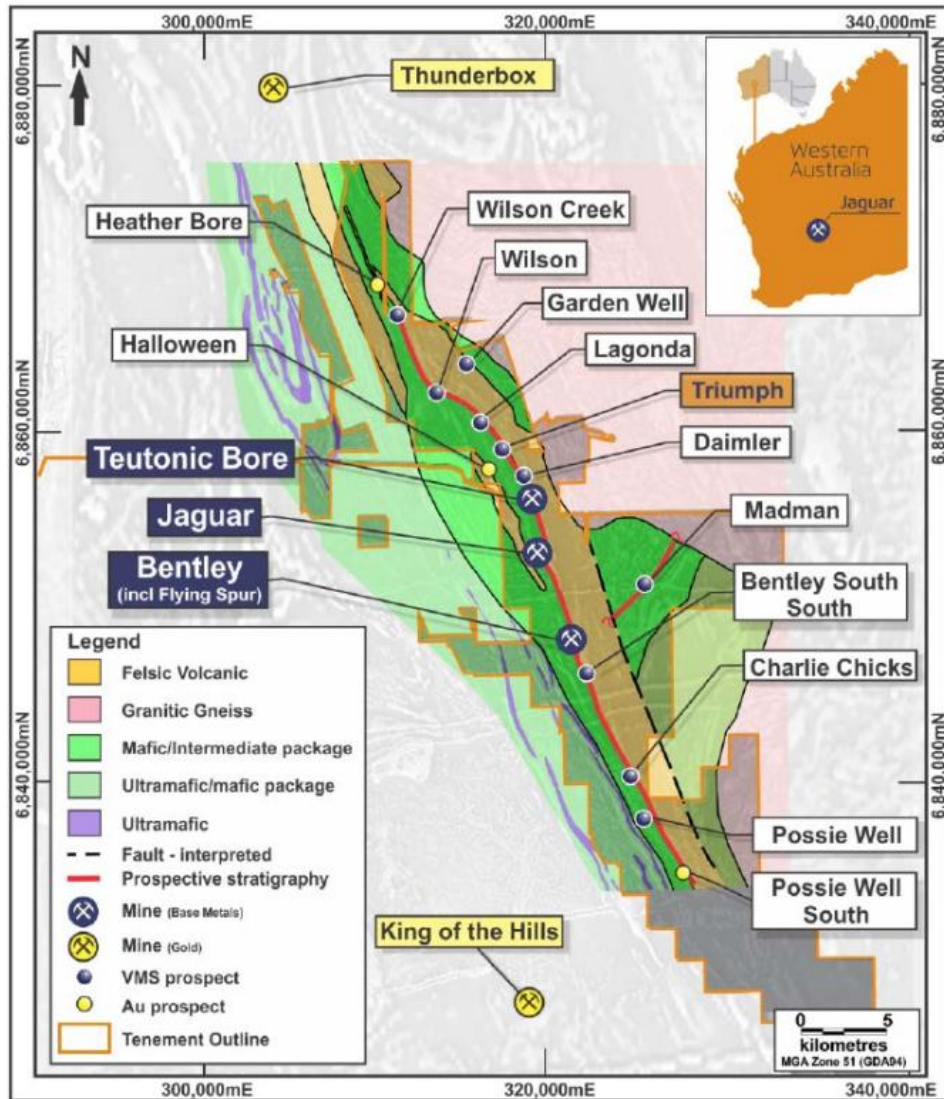 300,000mE
320,000mE
340,000mE
6,880,000mN
6,880,000mN
N
Thunderbox
Western
Australia
Jaguar
Heather Bore
Wilson Creek
Wilson
Garden Well
Halloween
Lagonda
Triumph
6,860,000mN
6,860,000mN
Teutonic Bore
Daimler
Jaguar
Madman
Bentley
(incl Flying Spur)
Bentley South
South
Charlie Chicks
Legend
Felsic Volcanic
Granitic Gneiss
Mafic/Intermediate package
Ultramafic/mafic package
Ultramafic
Fault - interpreted
Prospective stratigraphy
Mine (Base Metals)
Mine (Gold)
VMS prospect
Au prospect
Tenement Outline
6,840,000mN
6,840,000mN
Possie Well
Possie Well
South
King of the Hills
0 5
kilometres
MGA Zone 51 (GDA94)
300,000mE
320,000mE
340,000mE